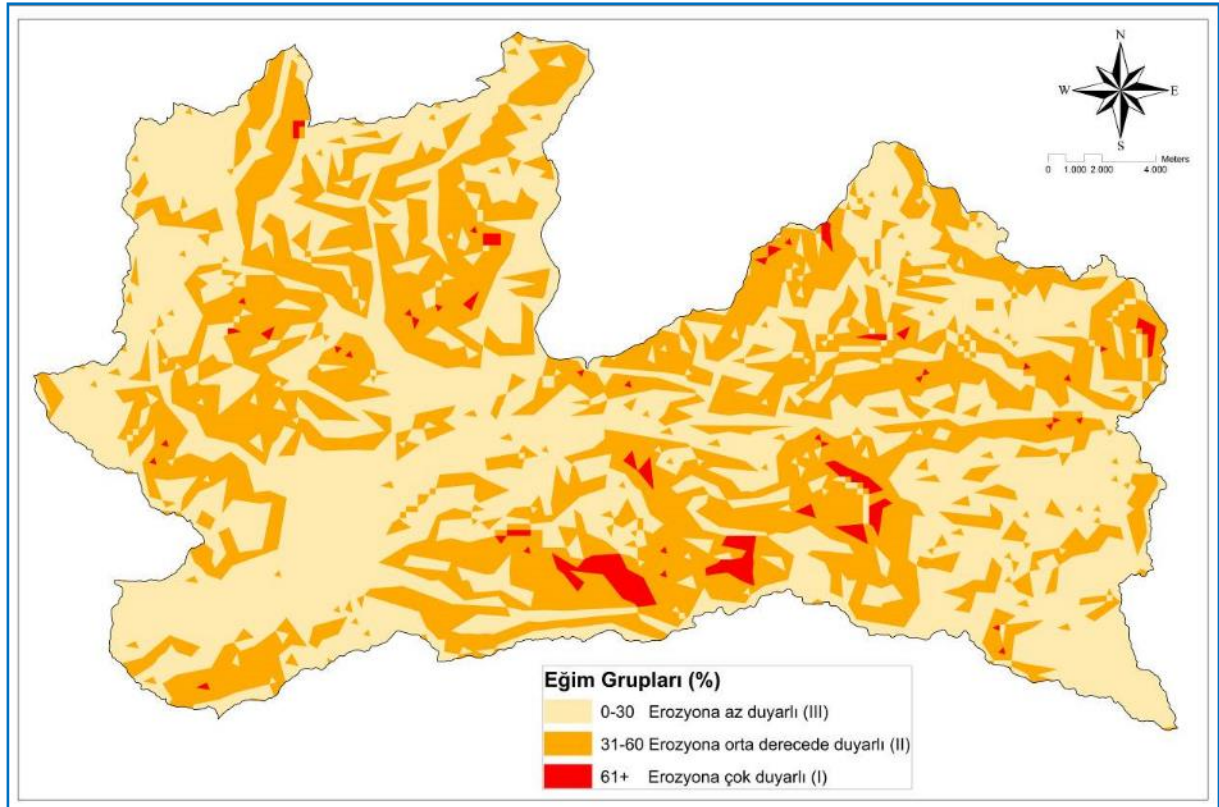 N
W E
S
Meters
0 1.000 2.000 4.000
Eğim Grupları (%)
0-30 Erozyona az duyarlı (III)
31-60 Erozyona orta derecede duyarlı (II)
61+ Erozyona çok duyarlı (I)